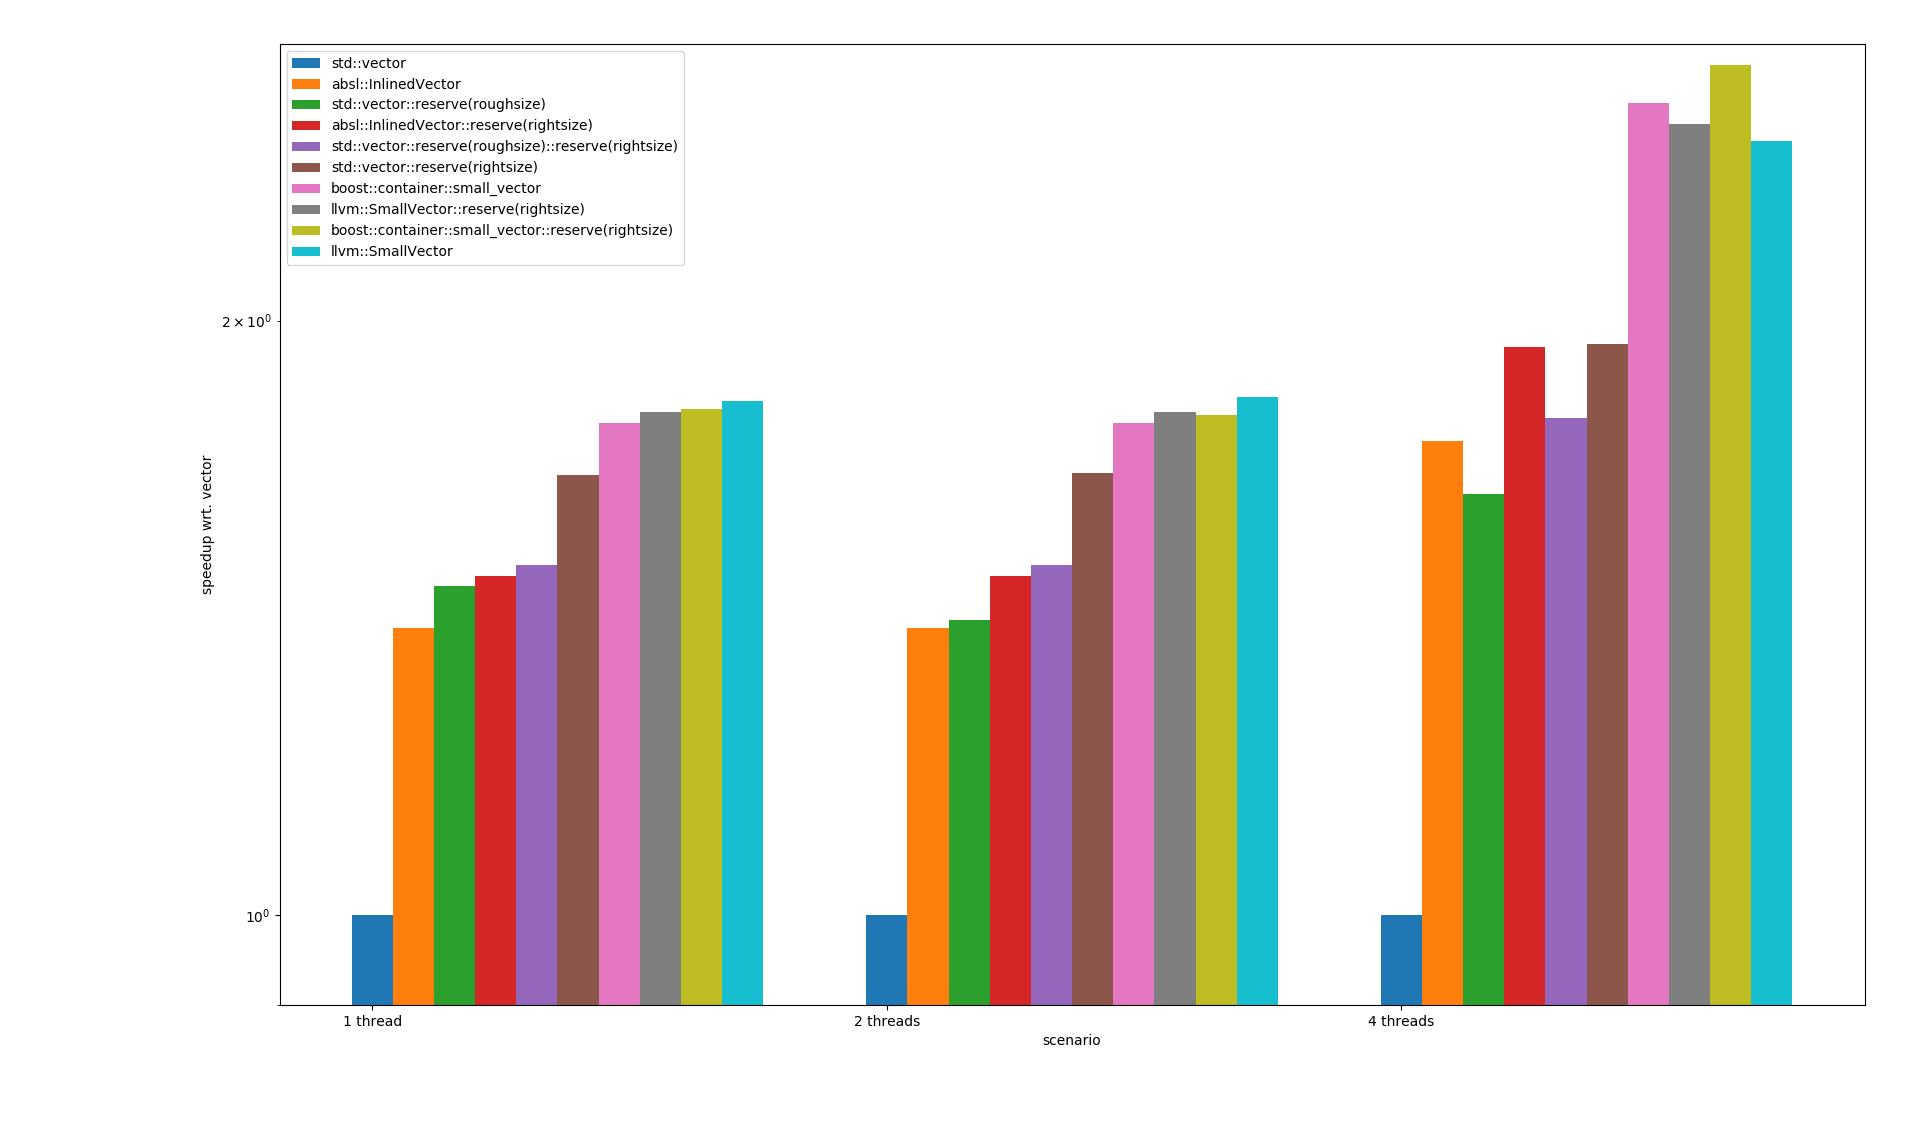 std::vector
absl::InlinedVector
std::vector::reserve(roughsize)
absl::InlinedVector::reserve(rightsize)
std::vector::reserve(roughsize)::reserve(rightsize)
std::vector::reserve(rightsize)
boost::container::small_vector
llvm::SmallVector::reserve(rightsize)
boost::container::small_vector::reserve(rightsize)
llvm::SmallVector
2 × 10⁰
speedup wrt. vector
10⁰
1 thread
2 threads
4 threads
scenario